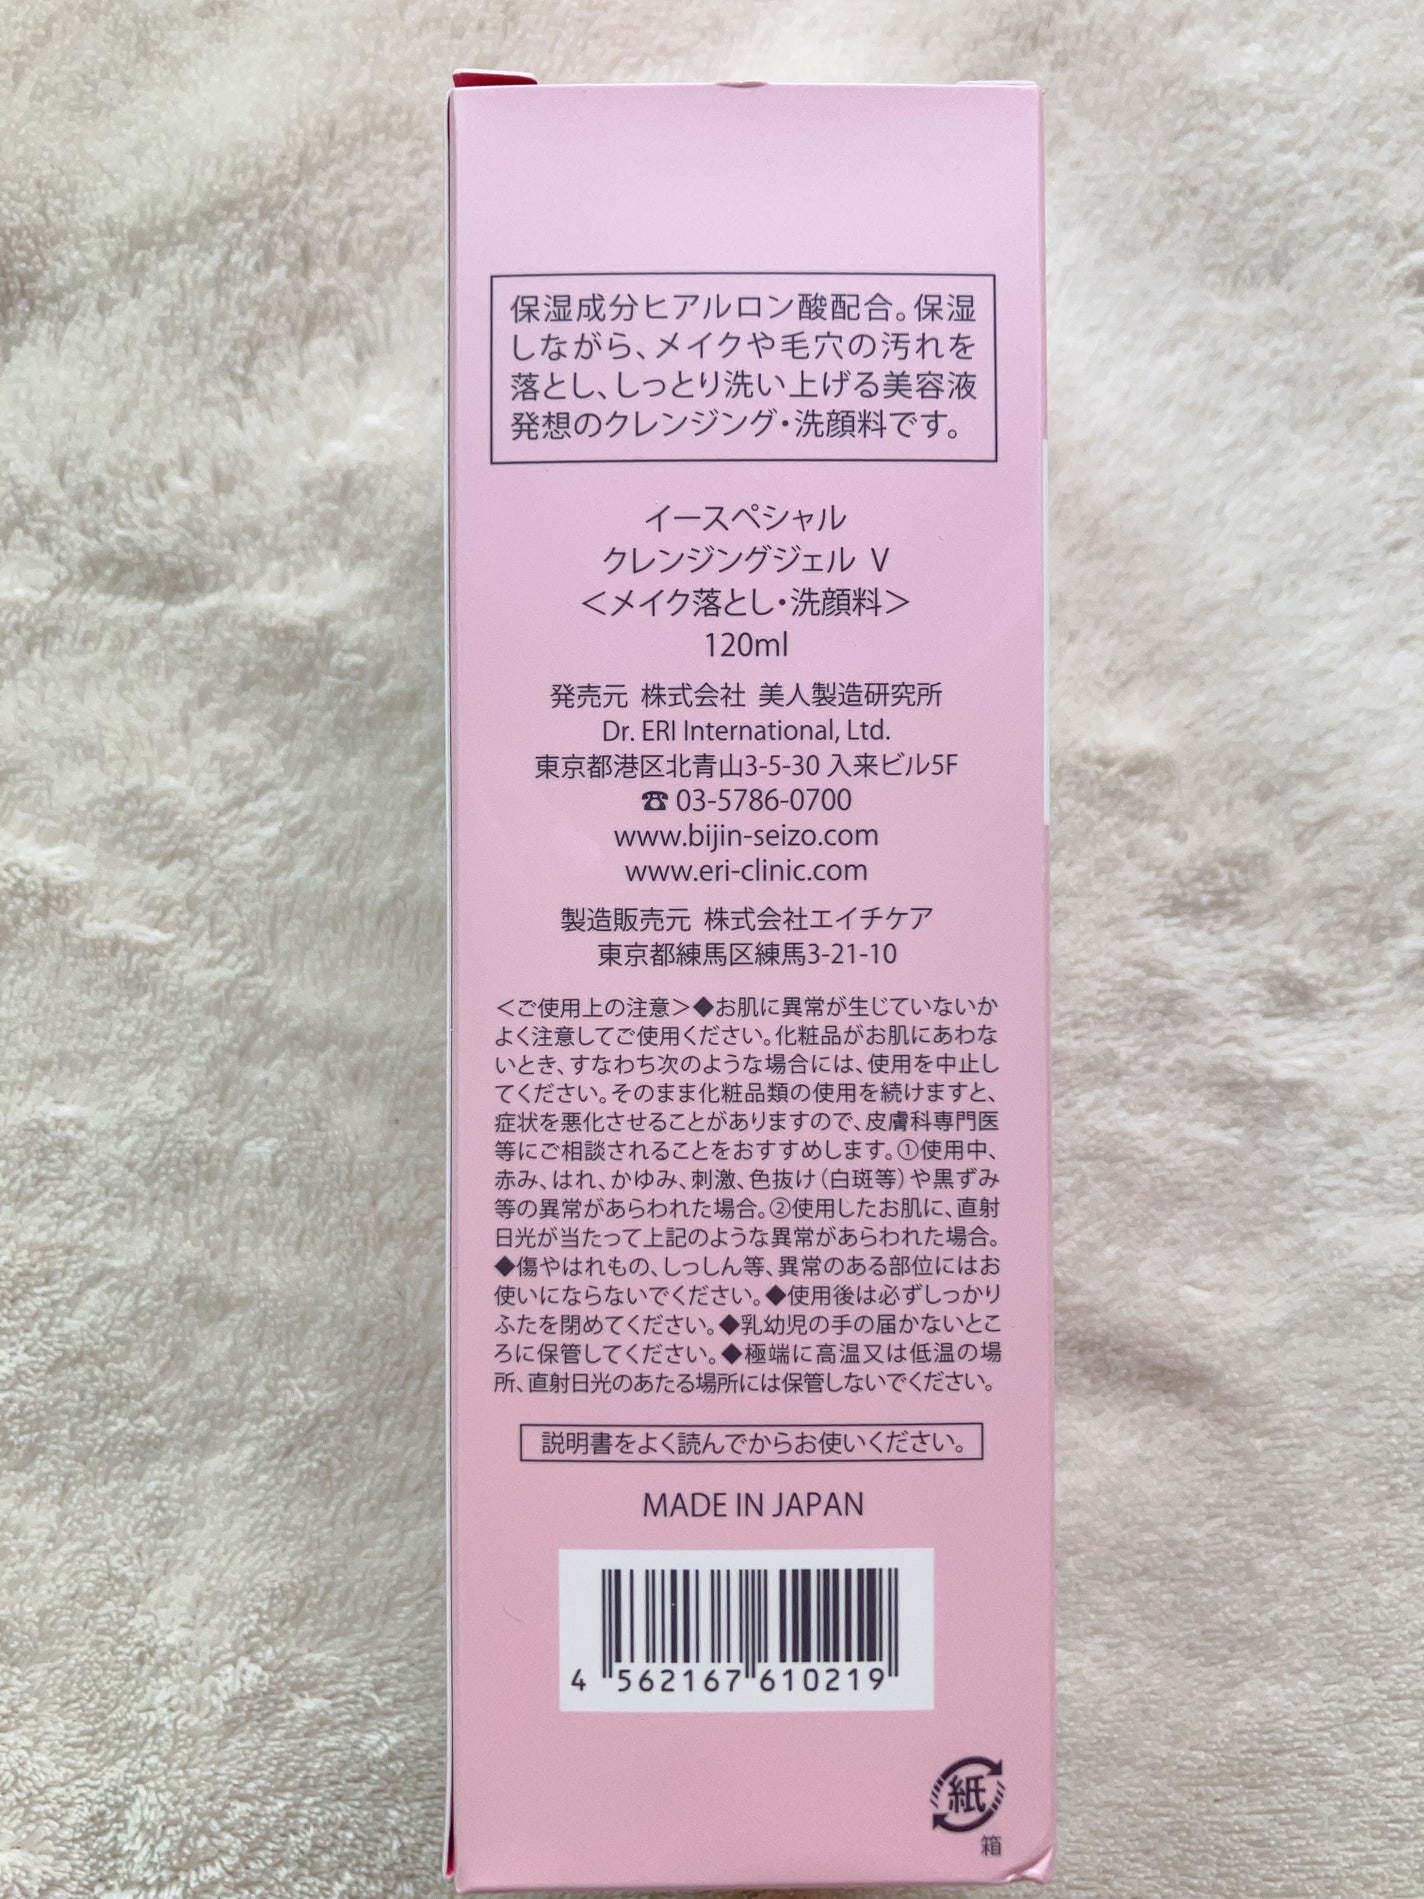 保湿成分ヒアルロン酸配合。保湿
しながら、メイクや毛穴の汚れを
落とし、しっとり洗い上げる美容液
発想のクレンジング・洗顔料です。
イースペシャル
クレンジングジェル V
＜メイク落とし・洗顔料＞
120ml
発売元 株式会社 美人製造研究所
Dr. ERI International, Ltd.
東京都港区北青山3-5-30 入来ビル5F
☎ 03-5786-0700
www.bijin-seizo.com
www.eri-clinic.com
製造販売元 株式会社エイチケア
東京都練馬区練馬3-21-10
＜ご使用上の注意＞◆お肌に異常が生じていないか
よく注意してご使用ください。化粧品がお肌にあわな
いとき、すなわち次のような場合には、使用を中止し
てください。そのまま化粧品類の使用を続けますと、
症状を悪化させることがありますので、皮膚科専門医
等にご相談されることをおすすめします。①使用中、
赤み、はれ、かゆみ、刺激、色抜け（白斑等）や黒ずみ
等の異常があらわれた場合。②使用したお肌に、直射
日光が当たって上記のような異常があらわれた場合。
◆傷やはれもの、しっしん等、異常のある部位にはお
使いにならないでください。◆使用後は必ずしっかり
ふたを閉めてください。◆乳幼児の手の届かないとこ
ろに保管してください。◆極端に高温又は低温の場
所、直射日光のあたる場所には保管しないでください。
説明書をよく読んでからお使いください。
MADE IN JAPAN
4 562167 610219
紙
箱